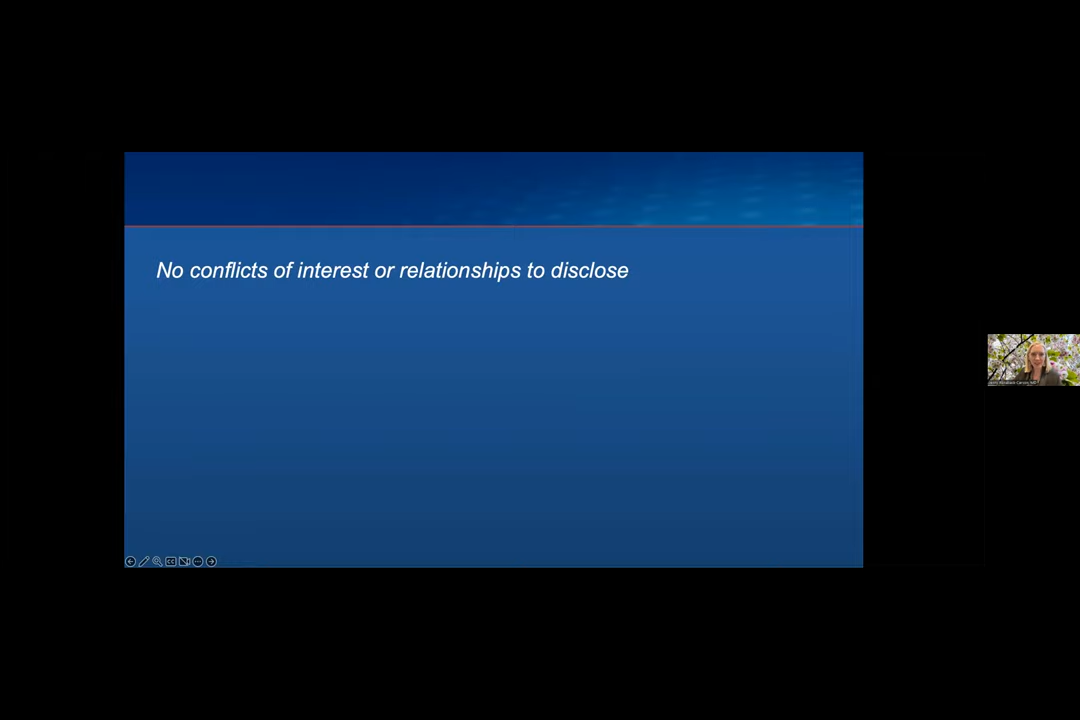 No conflicts of interest or relationships to disclose